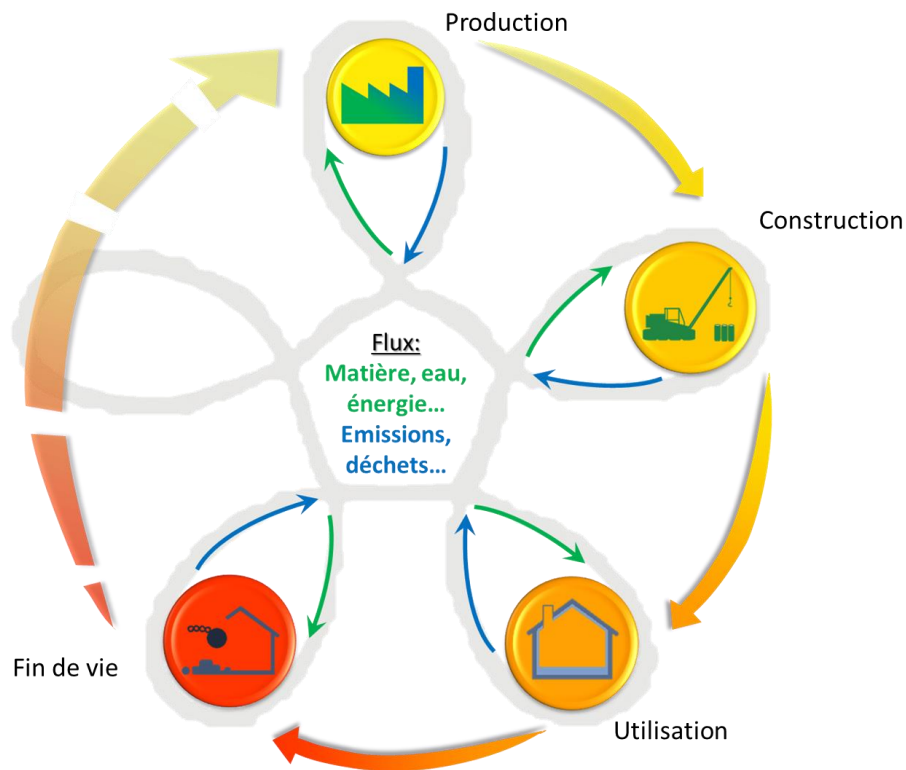 Production
Construction
Flux:
Matière, eau,
énergie...
Emissions,
déchets...
Fin de vie
Utilisation